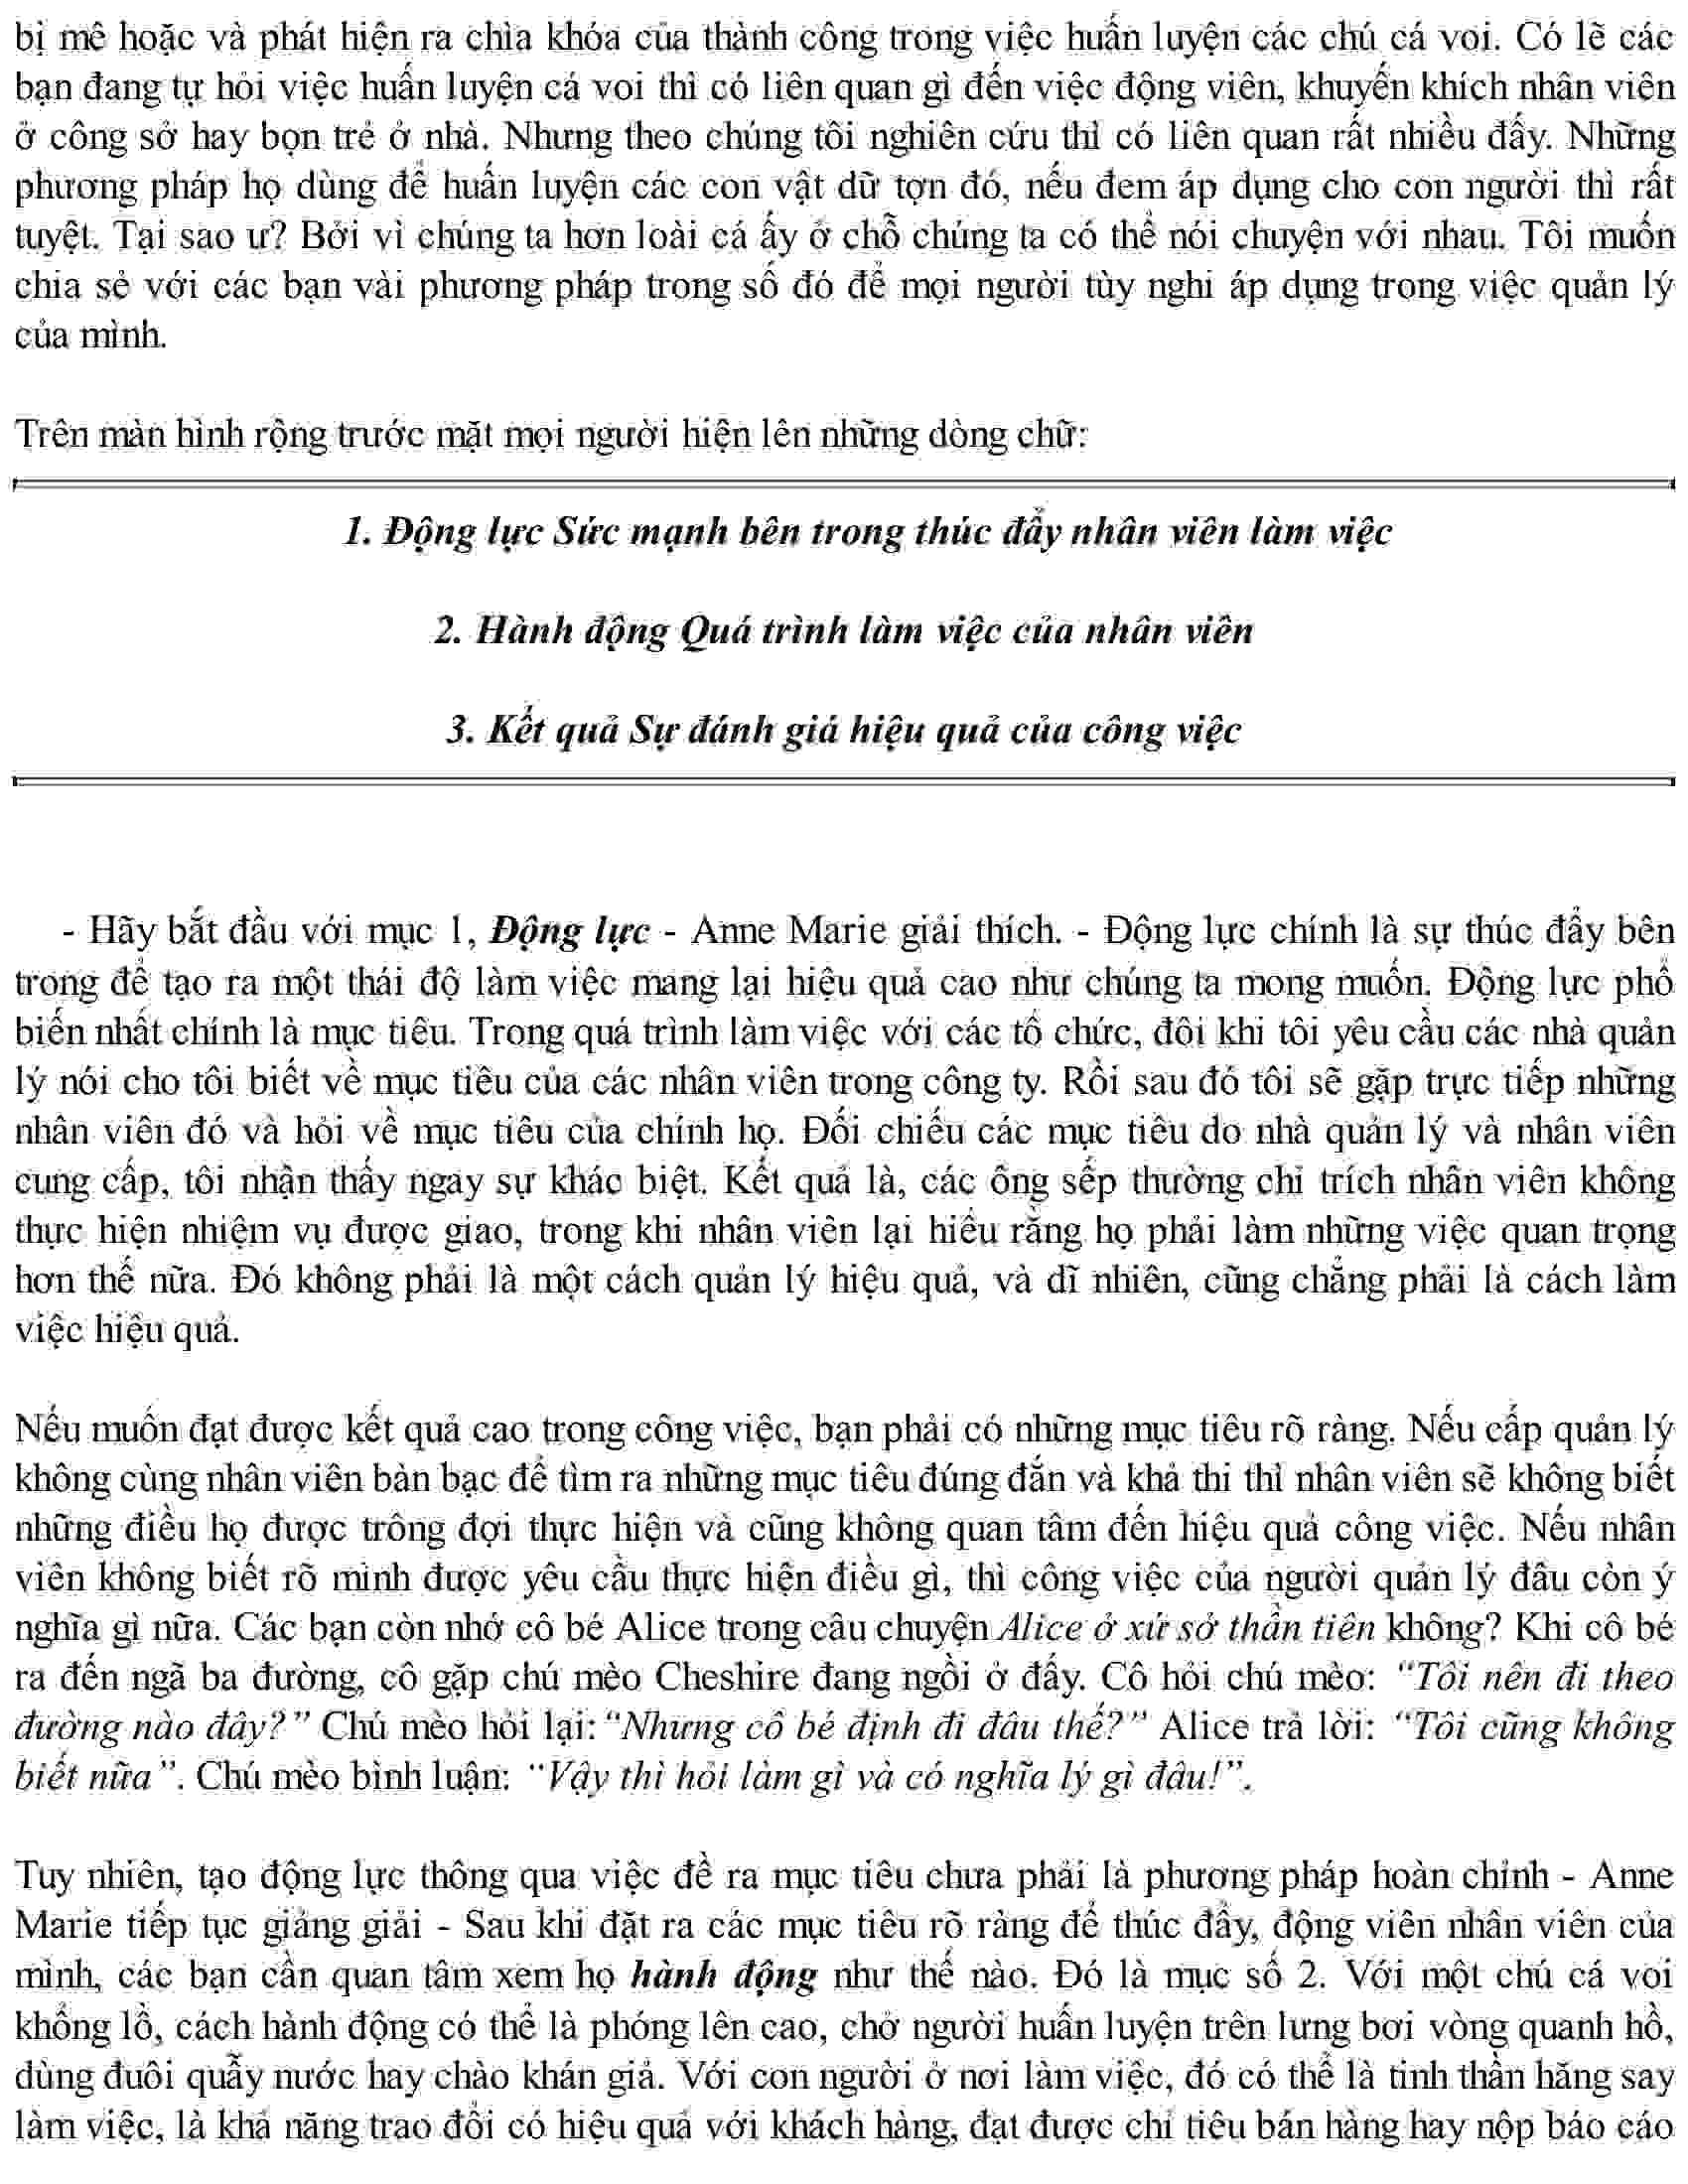 bị mê hoặc và phát hiện ra chìa khóa của thành công trong việc huấn luyện các chú cá voi. Có lẽ các
bạn đang tự hỏi việc huấn luyện cá voi thì có liên quan gì đến việc động viên, khuyến khích nhân viên
ở công sở hay bọn trẻ ở nhà. Nhưng theo chúng tôi nghiên cứu thì có liên quan rất nhiều đấy. Những
phương pháp họ dùng để huấn luyện các con vật dữ tợn đó, nếu đem áp dụng cho con người thì rất
tuyệt. Tại sao ư? Bởi vì chúng ta hơn loài cá ấy ở chỗ chúng ta có thể nói chuyện với nhau. Tôi muốn
chia sẻ với các bạn vài phương pháp trong số đó để mọi người tùy nghi áp dụng trong việc quản lý
của mình.
Trên màn hình rộng trước mặt mọi người hiện lên những dòng chữ:
1. Động lực Sức mạnh bên trong thúc đẩy nhân viên làm việc
2. Hành động Quá trình làm việc của nhân viên
3. Kết quả Sự đánh giá hiệu quả của công việc
- Hãy bắt đầu với mục 1, Động lực - Anne Marie giải thích. - Động lực chính là sự thúc đẩy bên
trong để tạo ra một thái độ làm việc mang lại hiệu quả cao như chúng ta mong muốn. Động lực phổ
biến nhất chính là mục tiêu. Trong quá trình làm việc với các tổ chức, đôi khi tôi yêu cầu các nhà quản
lý nói cho tôi biết về mục tiêu của các nhân viên trong công ty. Rồi sau đó tôi sẽ gặp trực tiếp những
nhân viên đó và hỏi về mục tiêu của chính họ. Đối chiếu các mục tiêu do nhà quản lý và nhân viên
cung cấp, tôi nhận thấy ngay sự khác biệt. Kết quả là, các ông sếp thường chỉ trích nhân viên không
thực hiện nhiệm vụ được giao, trong khi nhân viên lại hiểu rằng họ phải làm những việc quan trọng
hơn thế nữa. Đó không phải là một cách quản lý hiệu quả, và dĩ nhiên, cũng chẳng phải là cách làm
việc hiệu quả.
Nếu muốn đạt được kết quả cao trong công việc, bạn phải có những mục tiêu rõ ràng. Nếu cấp quản lý
không cùng nhân viên bàn bạc để tìm ra những mục tiêu đúng đắn và khả thi thì nhân viên sẽ không biết
những điều họ được trông đợi thực hiện và cũng không quan tâm đến hiệu quả công việc. Nếu nhân
viên không biết rõ mình được yêu cầu thực hiện điều gì, thì công việc của người quản lý đâu còn ý
nghĩa gì nữa. Các bạn còn nhớ cô bé Alice trong câu chuyện Alice ở xứ sở thần tiên không? Khi cô bé
ra đến ngã ba đường, cô gặp chú mèo Cheshire đang ngồi ở đấy. Cô hỏi chú mèo: “Tôi nên đi theo
đường nào đây?” Chú mèo hỏi lại: “Nhưng cô bé định đi đâu thế?” Alice trả lời: “Tôi cũng không
biết nữa”. Chú mèo bình luận: “Vậy thì hỏi làm gì và có nghĩa lý gì đâu!”.
Tuy nhiên, tạo động lực thông qua việc đề ra mục tiêu chưa phải là phương pháp hoàn chỉnh - Anne
Marie tiếp tục giảng giải - Sau khi đặt ra các mục tiêu rõ ràng để thúc đẩy, động viên nhân viên của
mình, các bạn cần quan tâm xem họ hành động như thế nào. Đó là mục số 2. Với một chú cá voi
khổng lồ, cách hành động có thể là phóng lên cao, chở người huấn luyện trên lưng bơi vòng quanh hồ,
dùng đuôi quẫy nước hay chào khán giả. Với con người ở nơi làm việc, đó có thể là tinh thần hăng say
làm việc, là khả năng trao đổi có hiệu quả với khách hàng, đạt được chỉ tiêu bán hàng hay nộp báo cáo